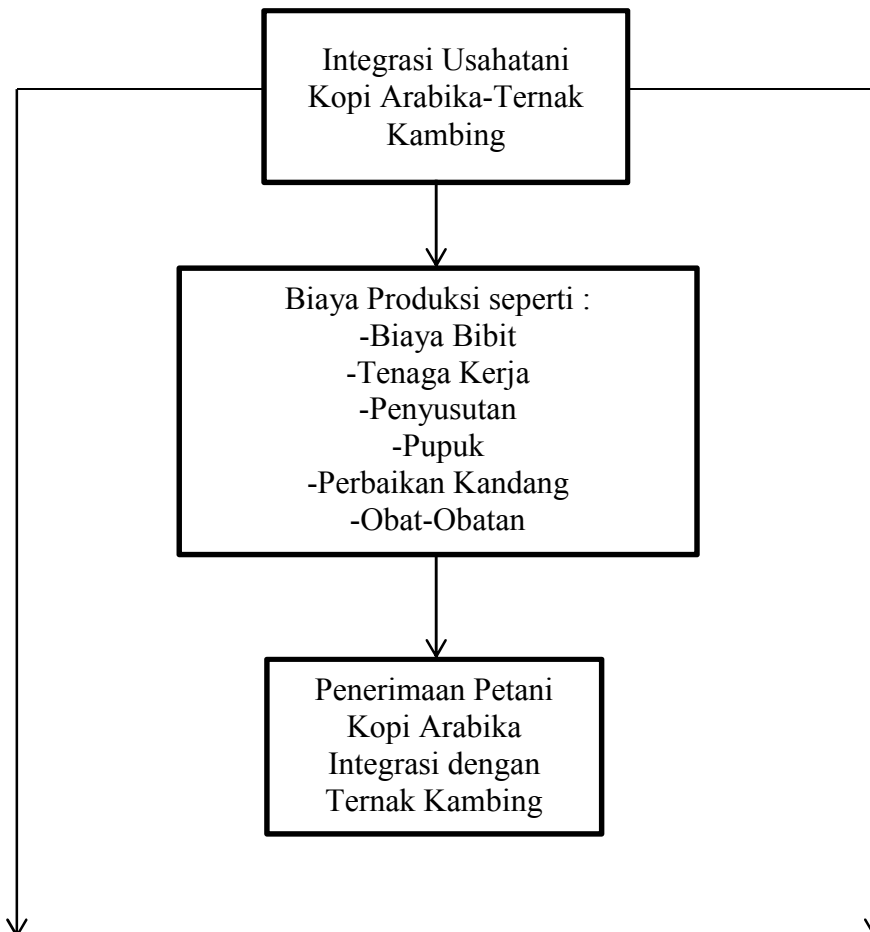 Integrasi Usahatani
Kopi Arabika-Ternak
Kambing
Biaya Produksi seperti :
-Biaya Bibit
-Tenaga Kerja
-Penyusutan
-Pupuk
-Perbaikan Kandang
-Obat-Obatan
Penerimaan Petani
Kopi Arabika
Integrasi dengan
Ternak Kambing